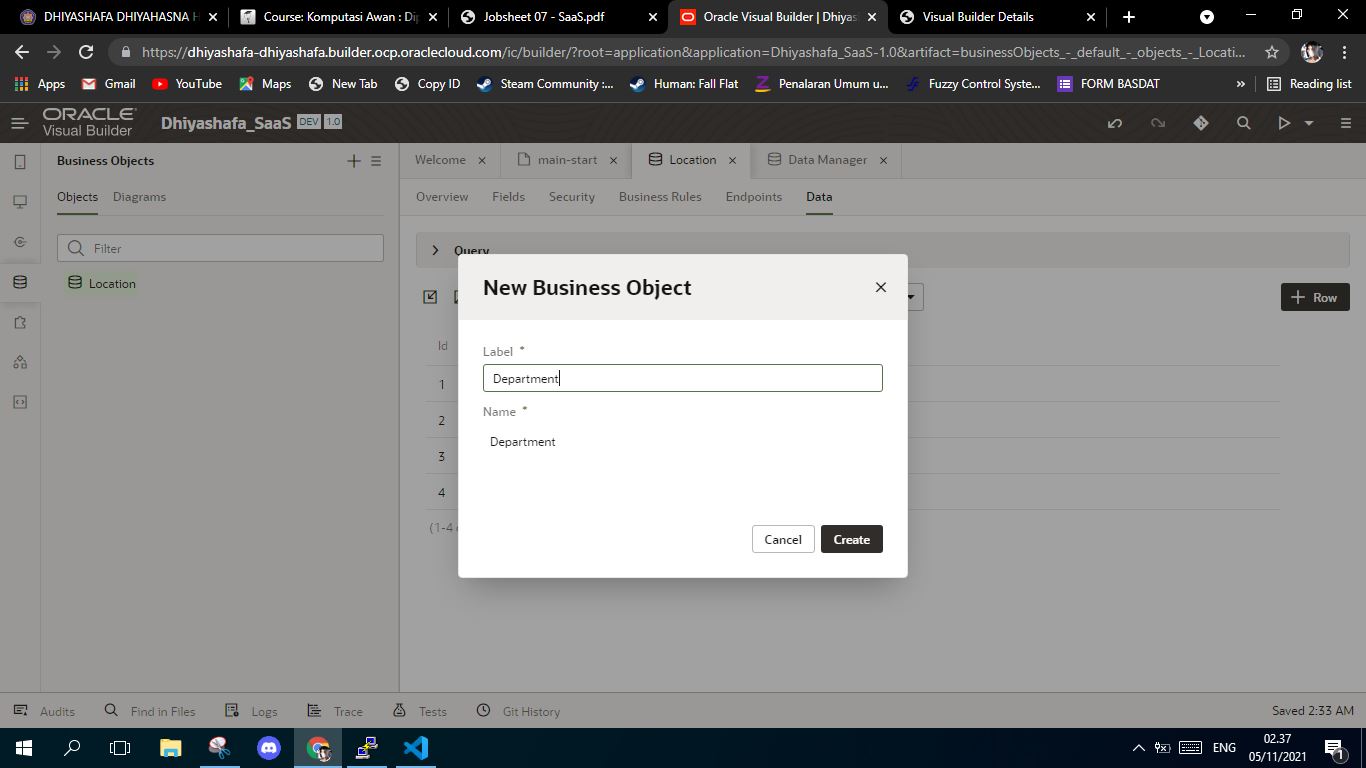 DHIYASHAFA DHIYAHASNA H
Course: Komputasi Awan : Dip
Jobsheet 07 - SaaS.pdf
Oracle Visual Builder | Dhiyash
Visual Builder Details
https://dhiyashafa-dhiyashafa.builder.ocp.oraclecloud.com/ic/builder/?root=application&application=Dhiyashafa_SaaS-1.0&artifact=businessObjects_-_default_-_objects_-_Locati...
Apps
Gmail
YouTube
Maps
New Tab
Copy ID
Steam Community :...
Human: Fall Flat
Penalaran Umum u...
Fuzzy Control Syste...
FORM BASDAT
»
Reading list
ORACLE
Visual Builder
Dhiyashafa_SaaS DEV 1.0
Business Objects
Welcome
main-start
Location
Data Manager
Objects
Diagrams
Overview
Fields
Security
Business Rules
Endpoints
Data
Filter
Query
Location
New Business Object
Row
Label *
Id
Department
1
Name *
2
Department
3
4
(1-4
Cancel
Create
Audits
Find in Files
Logs
Trace
Tests
Git History
Saved 2:33 AM
ENG
02.37
05/11/2021
1